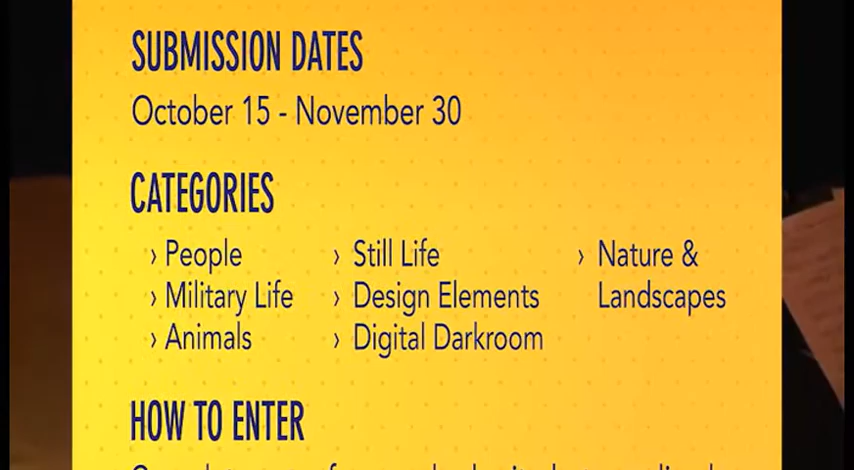 SUBMISSION DATES
October 15 - November 30
CATEGORIES
› People
› Military Life
› Animals
› Still Life
› Design Elements
› Digital Darkroom
› Nature &
Landscapes
HOW TO ENTER